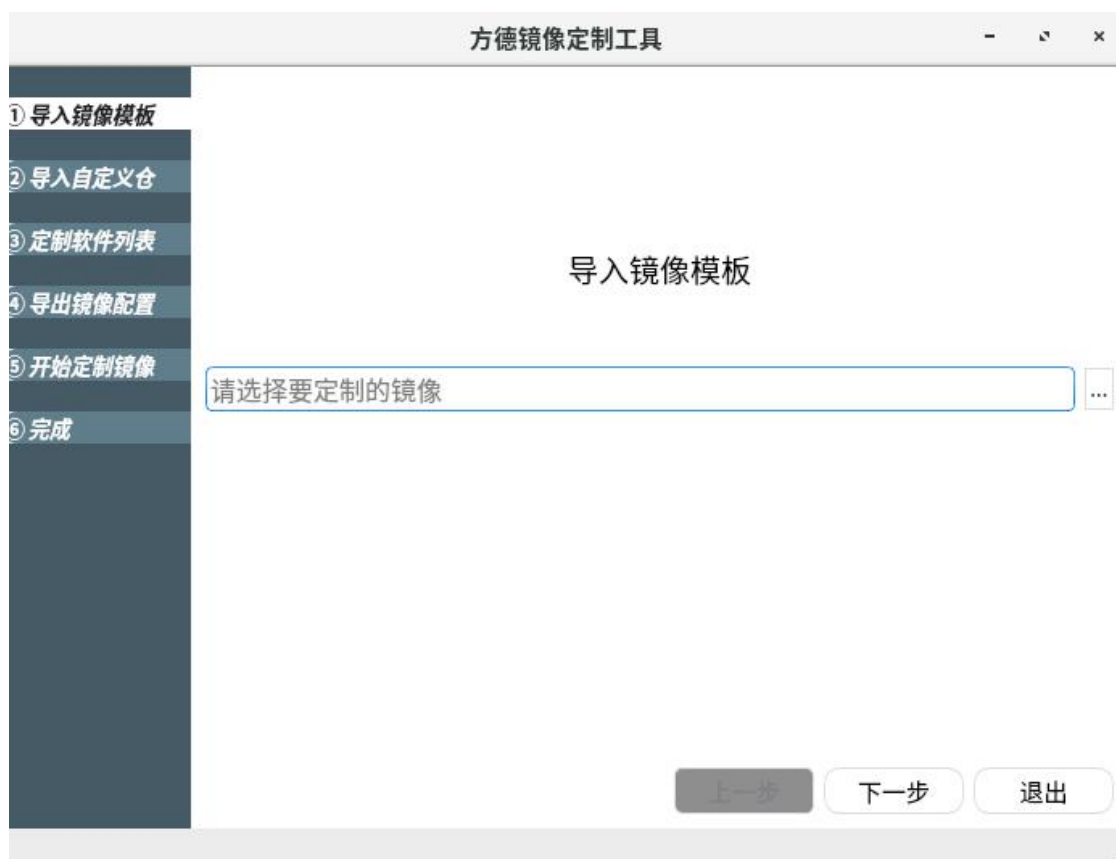 方德镜像定制工具
① 导入镜像模板
② 导入自定义仓
③ 定制软件列表
④ 导出镜像配置
⑤ 开始定制镜像
⑥ 完成
导入镜像模板
请选择要定制的镜像
...
上一步
下一步
退出